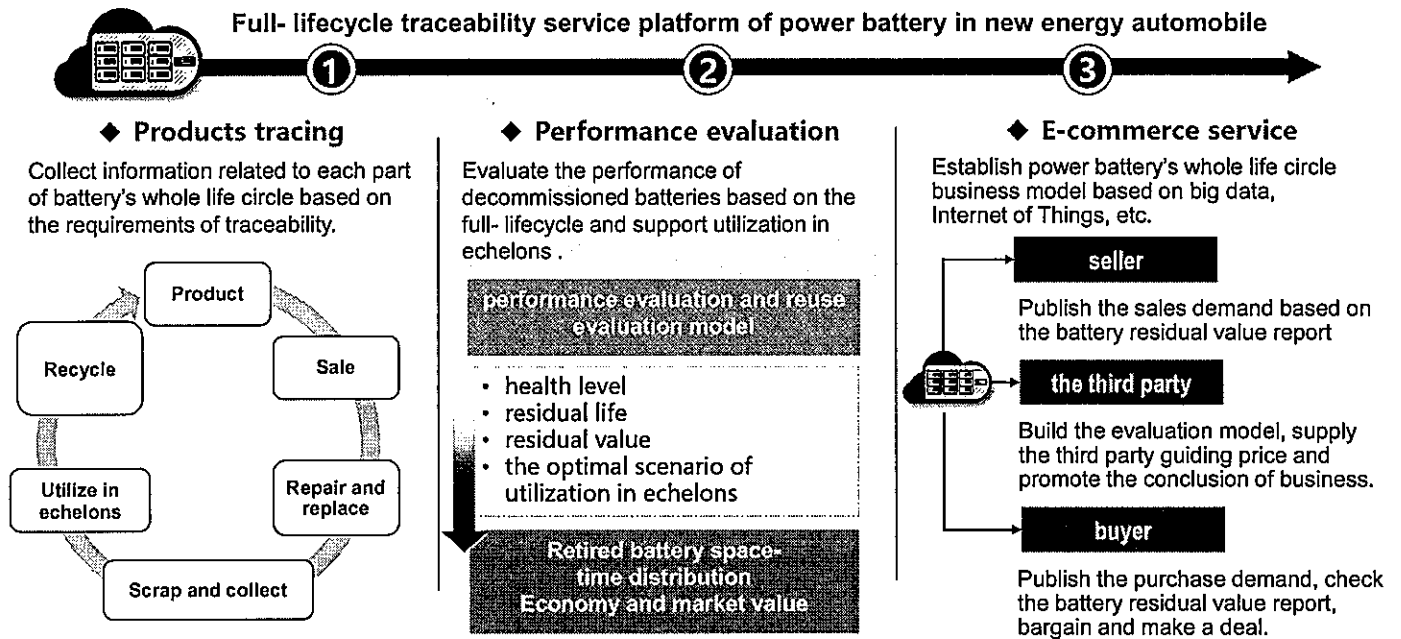 Full- lifecycle traceability service platform of power battery in new energy automobile
1
2
3
◆ Products tracing
Collect information related to each part
of battery's whole life circle based on
the requirements of traceability.
Product
Sale
Repair and
replace
Scrap and collect
Utilize in
echelons
Recycle
◆ Performance evaluation
Evaluate the performance of
decommissioned batteries based on the
full- lifecycle and support utilization in
echelons .
performance evaluation and reuse
evaluation model
• health level
• residual life
• residual value
• the optimal scenario of
utilization in echelons
Retired battery space-
time distribution
Economy and market value
◆ E-commerce service
Establish power battery's whole life circle
business model based on big data,
Internet of Things, etc.
seller
Publish the sales demand based on
the battery residual value report
the third party
Build the evaluation model, supply
the third party guiding price and
promote the conclusion of business.
buyer
Publish the purchase demand, check
the battery residual value report,
bargain and make a deal.